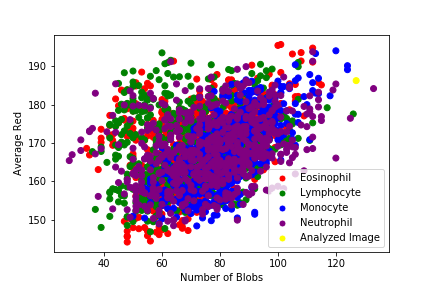 190
180
170
160
150
Average Red
40
60
80
100
120
Number of Blobs
Eosinophil
Lymphocyte
Monocyte
Neutrophil
Analyzed Image